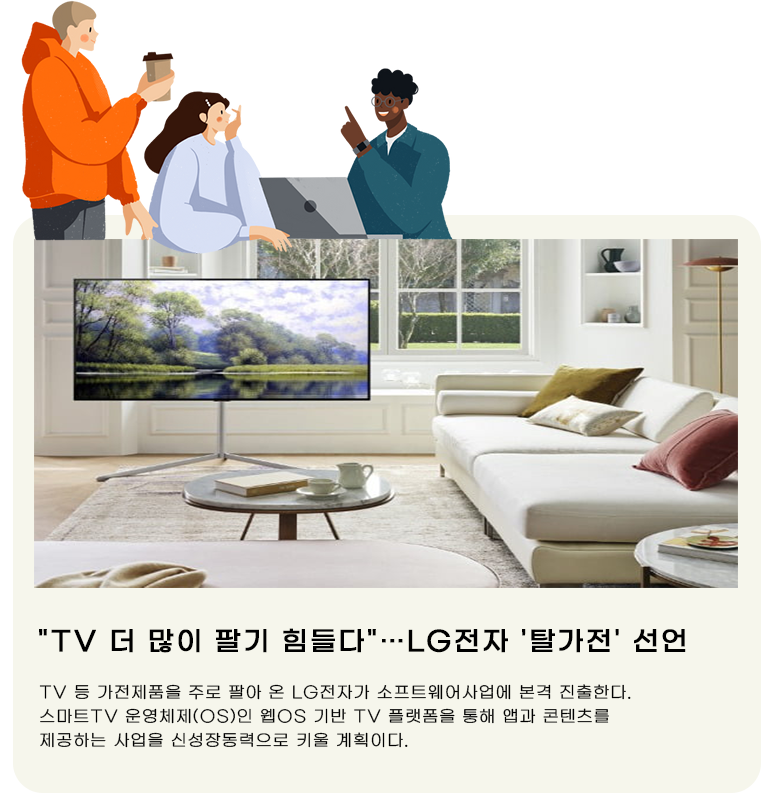 "TV 더 많이 팔기 힘들다"…LG전자 '탈가전' 선언
TV 등 가전제품을 주로 팔아 온 LG전자가 소프트웨어사업에 본격 진출한다.
스마트TV 운영체제(OS)인 웹OS 기반 TV 플랫폼을 통해 앱과 콘텐츠를
제공하는 사업을 신성장동력으로 키울 계획이다.